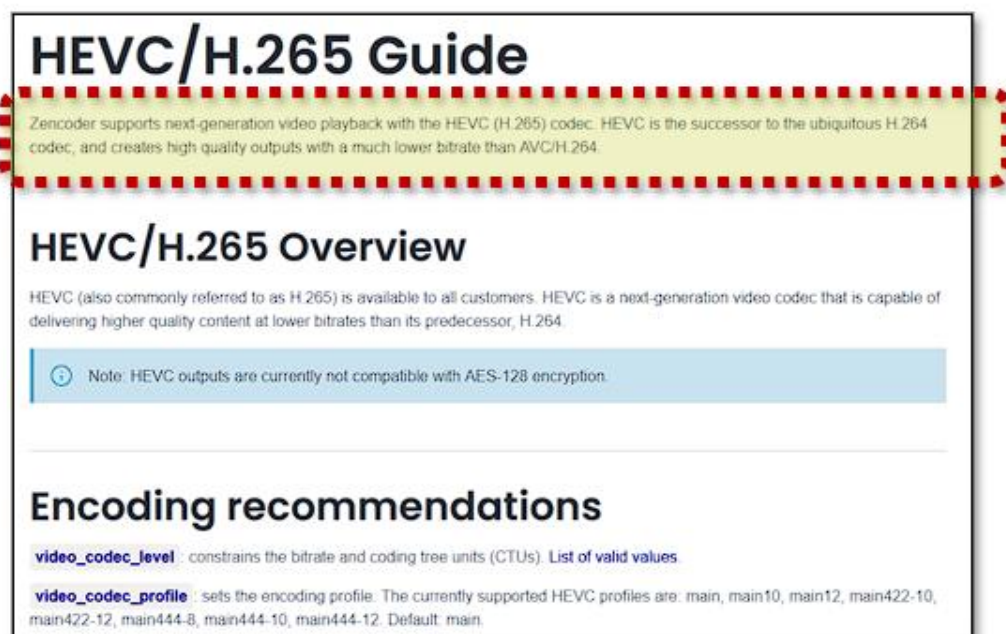 HEVC/H.265 Guide
Zencoder supports next-generation video playback with the HEVC (H.265) codec. HEVC is the successor to the ubiquitous H.264
codec, and creates high quality outputs with a much lower bitrate than AVC/H.264.
HEVC/H.265 Overview
HEVC (also commonly referred to as H.265) is available to all customers. HEVC is a next-generation video codec that is capable of
delivering higher quality content at lower bitrates than its predecessor, H.264.
Note: HEVC outputs are currently not compatible with AES-128 encryption.
Encoding recommendations
video_codec_level : constrains the bitrate and coding tree units (CTUs). List of valid values.
video_codec_profile : sets the encoding profile. The currently supported HEVC profiles are: main, main10, main12, main422-10,
main422-12, main444-8, main444-10, main444-12. Default: main.